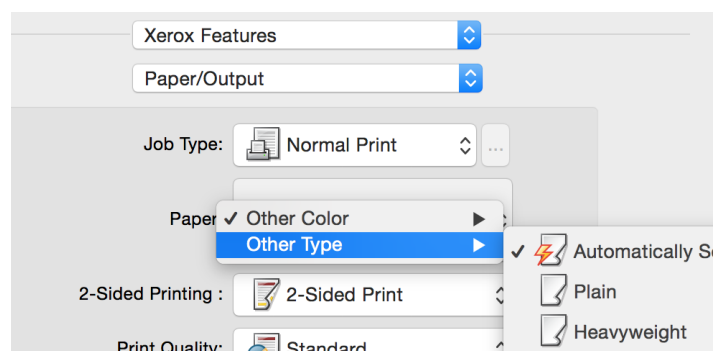 Xerox Features
Paper/Output
Job Type: Normal Print ...
Paper ✓ Other Color
Other Type ✓ Automatically
Plain
2-Sided Printing : 2-Sided Print
Heavyweight
Print Quality: Standard